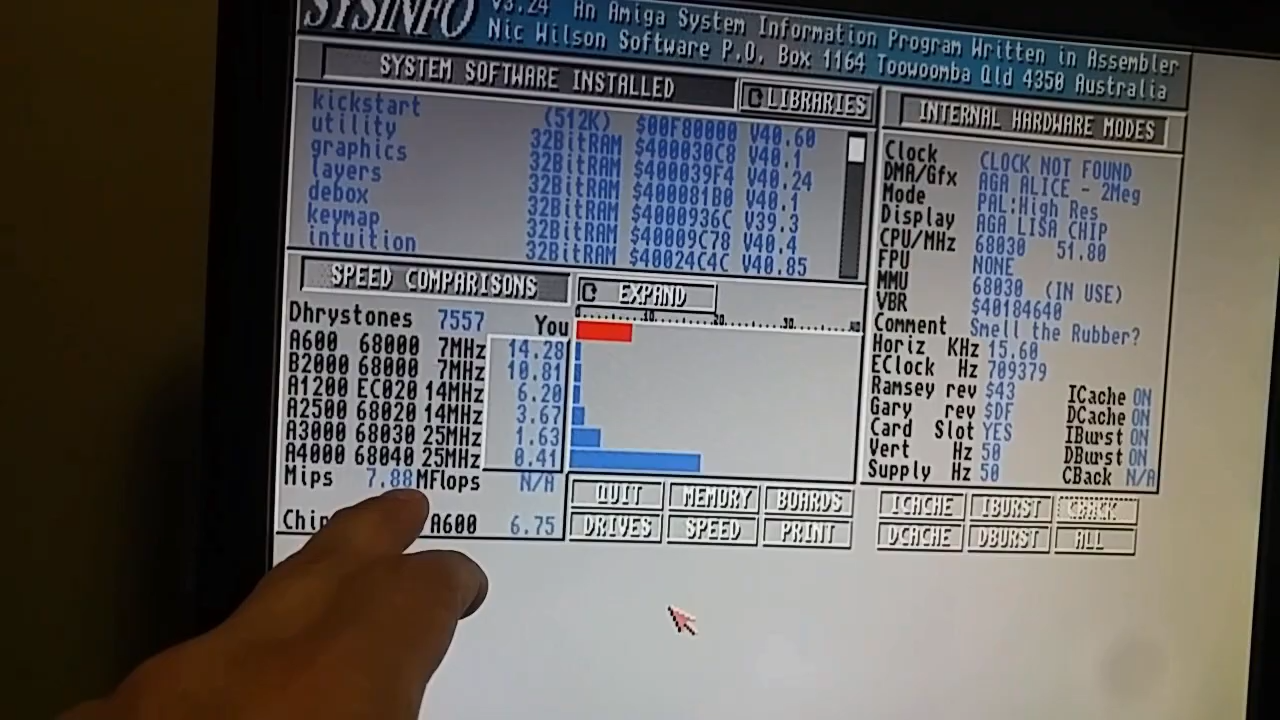 SYSINFO
V3.24 An Amiga System Information Program Written in Assembler
Nic Wilson Software P.O. Box 1164 Toowoomba Qld 4350 Australia
SYSTEM SOFTWARE INSTALLED
LIBRARIES
INTERNAL HARDWARE MODES
kickstart (512K) $00F80000 V40.60
utility 32BitRAM $400030C8 V40.1
graphics 32BitRAM $400039F4 V40.24
layers 32BitRAM $400081B0 V40.1
debox 32BitRAM $4000936C V39.3
keymap 32BitRAM $40009C78 V40.4
intuition 32BitRAM $40024C4C V40.85
Clock CLOCK NOT FOUND
DMA/Gfx AGA ALICE - 2Meg
Mode PAL:High Res
Display AGA LISA CHIP
CPU/MHz 68030 51.80
FPU NONE
MMU 68030 (IN USE)
VBR $40184640
Comment Smell the Rubber?
Horiz KHz 15.60
EClock Hz 709379
Ramsey rev $43
Gary rev $DF
Card Slot YES
Vert Hz 50
Supply Hz 50
ICache ON
DCache ON
IBurst ON
DBurst ON
CBack N/A
SPEED COMPARISONS
EXPAND
Dhrystones 7557 You
A600 68000 7MHz 14.28
B2000 68000 7MHz 10.81
A1200 EC020 14MHz 6.20
A2500 68020 14MHz 3.67
A3000 68030 25MHz 1.63
A4000 68040 25MHz 0.41
Mips 7.88 MFlops N/A
A600 6.75
QUIT MEMORY BOARDS
DRIVES SPEED PRINT
ICACHE IBURST CBACK
DCACHE DBURST ALL